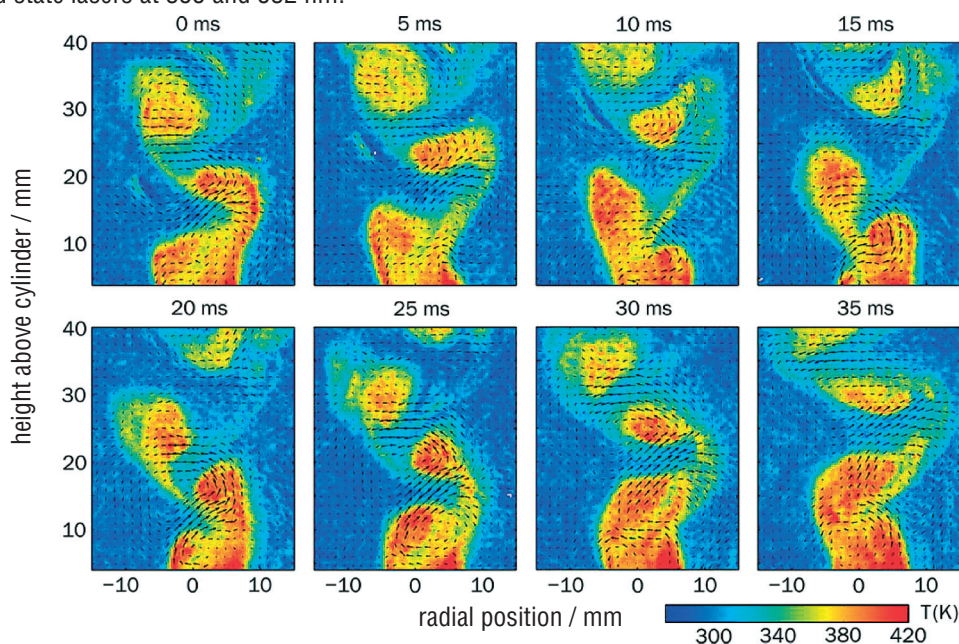 0 ms 5 ms 10 ms 15 ms
40
30
20
10
20 ms 25 ms 30 ms 35 ms
40
30
20
10
height above cylinder / mm
−10 0 10 −10 0 10 −10 0 10 −10 0 10
radial position / mm
T(K)
300 340 380 420